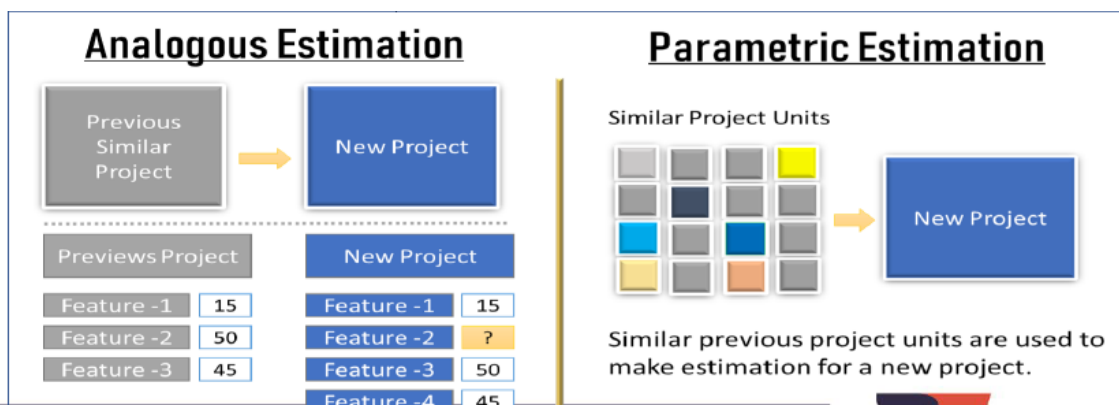 Analogous Estimation
Previous
Similar
Project
New Project
Previews Project
New Project
Feature -1 15
Feature -2 50
Feature -3 45
Feature -1 15
Feature -2 ?
Feature -3 50
Feature -4 45
Parametric Estimation
Similar Project Units
New Project
Similar previous project units are used to
make estimation for a new project.